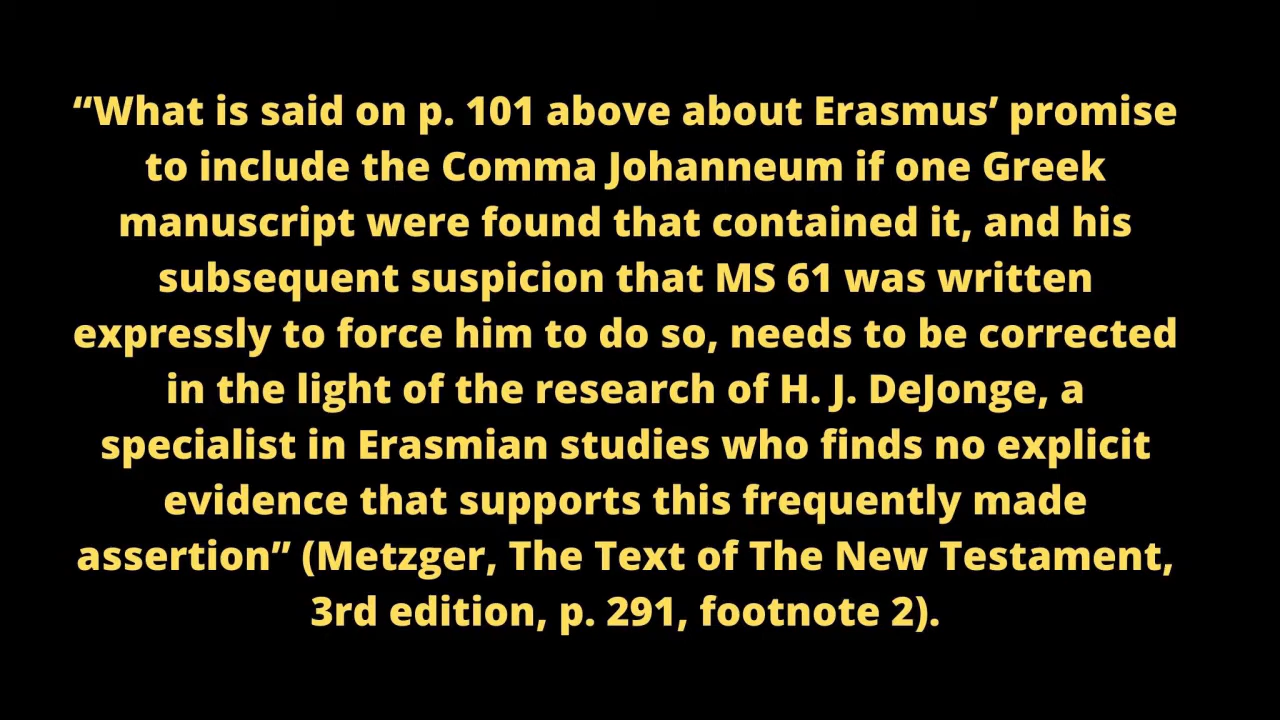 “What is said on p. 101 above about Erasmus’ promise
to include the Comma Johanneum if one Greek
manuscript were found that contained it, and his
subsequent suspicion that MS 61 was written
expressly to force him to do so, needs to be corrected
in the light of the research of H. J. DeJonge, a
specialist in Erasmian studies who finds no explicit
evidence that supports this frequently made
assertion” (Metzger, The Text of The New Testament,
3rd edition, p. 291, footnote 2).